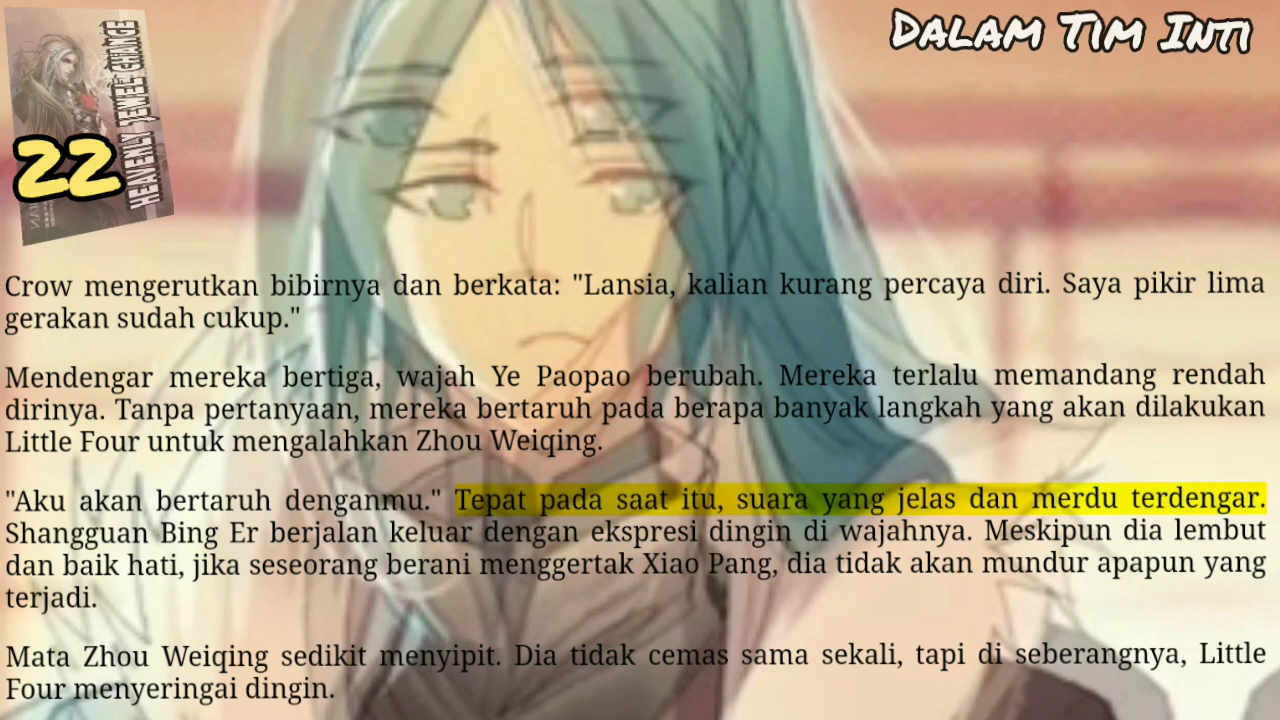 DALAM TIM INTI
HEAVENLY JEWEL CHANGE
22
Crow mengerutkan bibirnya dan berkata: "Lansia, kalian kurang percaya diri. Saya pikir lima
gerakan sudah cukup."
Mendengar mereka bertiga, wajah Ye Paopao berubah. Mereka terlalu memandang rendah
dirinya. Tanpa pertanyaan, mereka bertaruh pada berapa banyak langkah yang akan dilakukan
Little Four untuk mengalahkan Zhou Weiqing.
"Aku akan bertaruh denganmu." Tepat pada saat itu, suara yang jelas dan merdu terdengar.
Shangguan Bing Er berjalan keluar dengan ekspresi dingin di wajahnya. Meskipun dia lembut
dan baik hati, jika seseorang berani menggertak Xiao Pang, dia tidak akan mundur apapun yang
terjadi.
Mata Zhou Weiqing sedikit menyipit. Dia tidak cemas sama sekali, tapi di seberangnya, Little
Four menyeringai dingin.